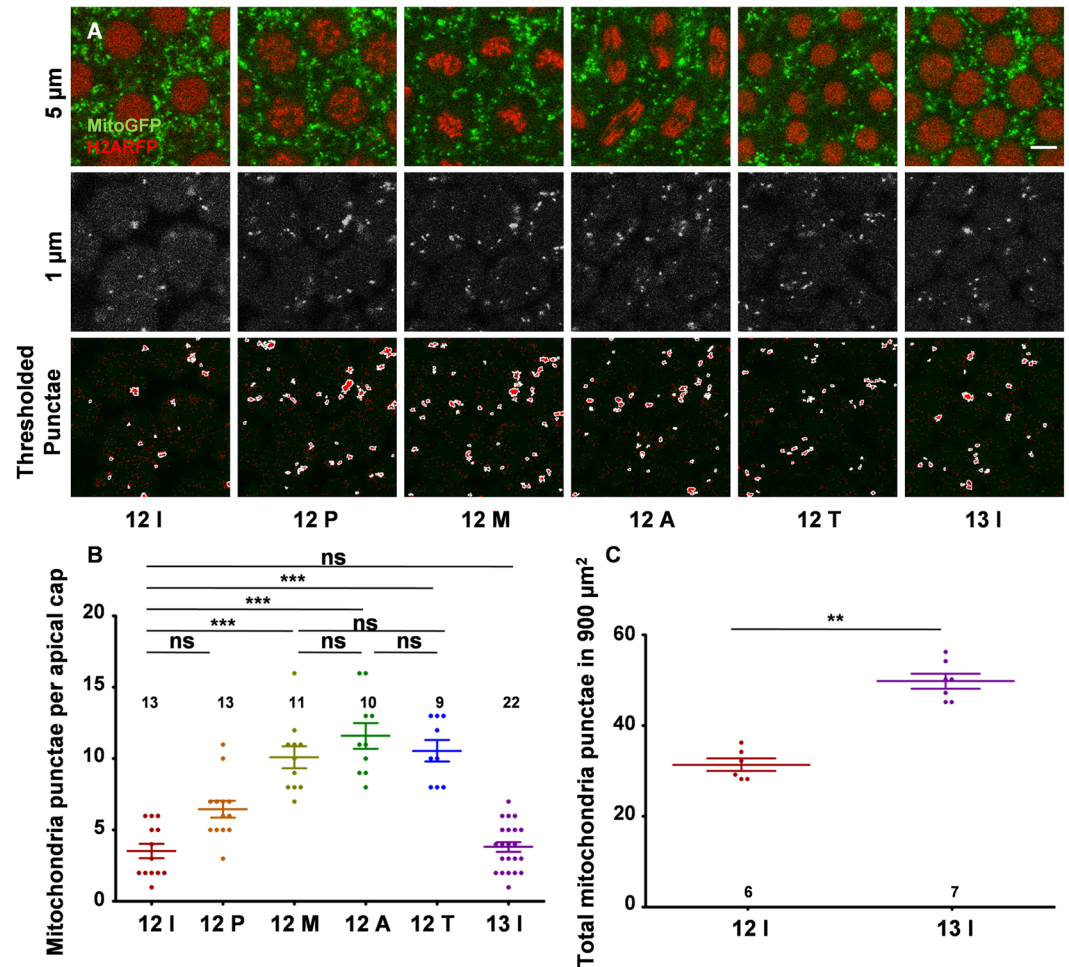 A
5 µm
MitoGFP
H2ARFP
1 µm
Thresholded
Punctae
12 I 12 P 12 M 12 A 12 T 13 I
B
Mitochondria punctae per apical cap
ns
***
***
*** ns
ns ns ns
20
15
10
5
0
13 13 11 10 9 22
12 I 12 P 12 M 12 A 12 T 13 I
C
Total mitochondria punctae in 900 µm²
**
60
40
20
0
6 7
12 I 13 I